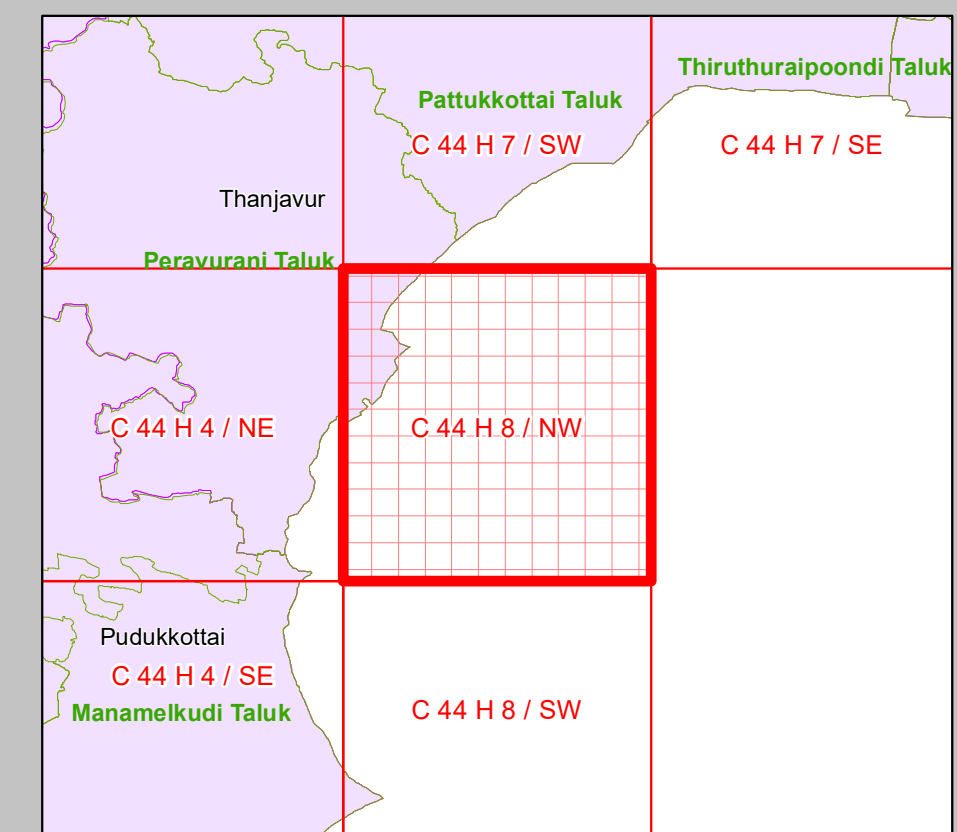 Thiruthuraipoondi Taluk
Pattukkottai Taluk
C 44 H 7 / SW
C 44 H 7 / SE
Thanjavur
Peravurani Taluk
C 44 H 4 / NE
C 44 H 8 / NW
Pudukkottai
C 44 H 4 / SE
Manamelkudi Taluk
C 44 H 8 / SW